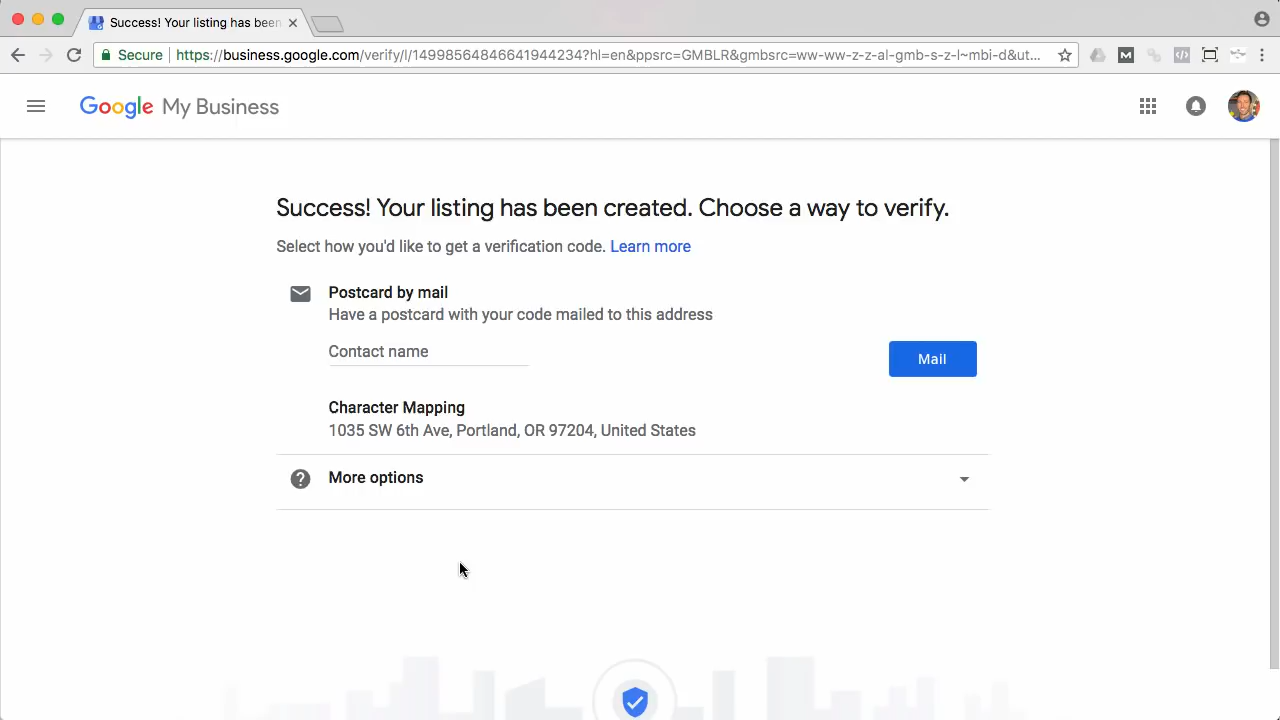 Success! Your listing has been
Secure https://business.google.com/verify/l/14998564846641944234?hl=en&ppsrc=GMBLR&gmbsrc=ww-ww-z-z-al-gmb-s-z-l~mbi-d&ut...
Google My Business
Success! Your listing has been created. Choose a way to verify.
Select how you'd like to get a verification code. Learn more
Postcard by mail
Have a postcard with your code mailed to this address
Contact name
Mail
Character Mapping
1035 SW 6th Ave, Portland, OR 97204, United States
More options